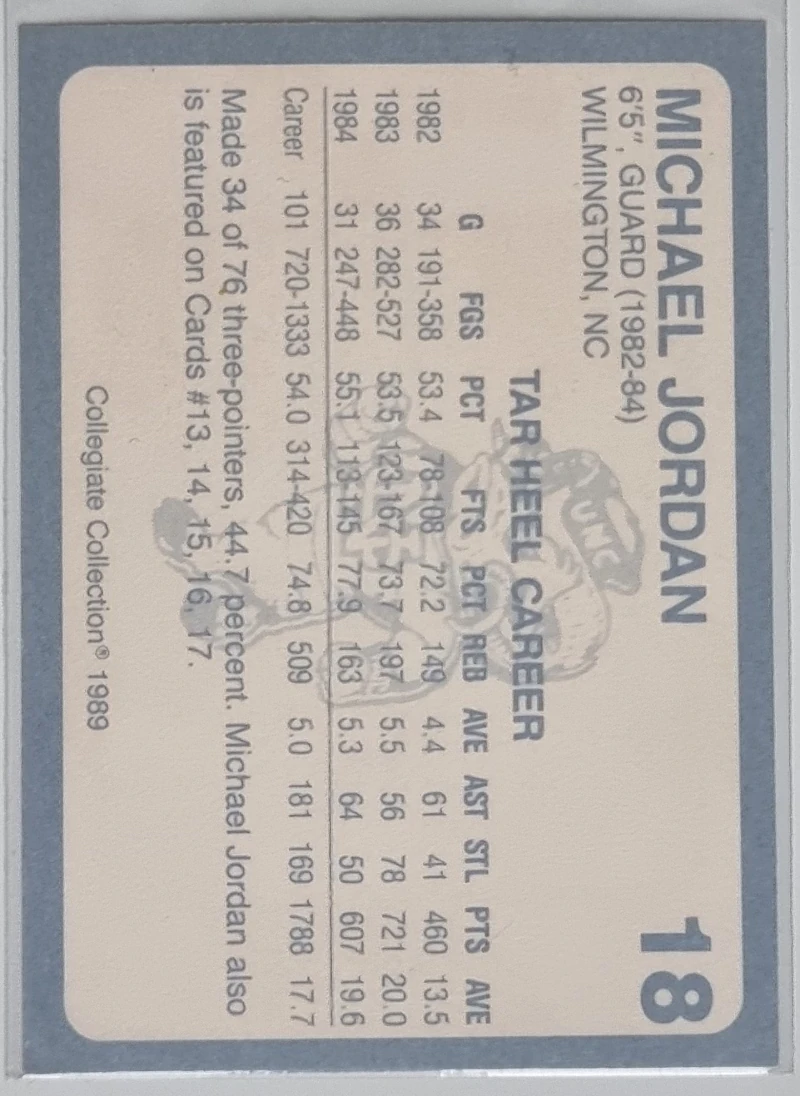 MICHAEL JORDAN 18
6'5", GUARD (1982-84)
WILMINGTON, NC
UNC
TAR HEEL CAREER
G FGS PCT FTS PCT REB AVE AST STL PTS AVE
1982 34 191-358 53.4 78-108 72.2 149 4.4 61 41 460 13.5
1983 36 282-527 53.5 123-167 73.7 197 5.5 56 78 721 20.0
1984 31 247-448 55.1 113-145 77.9 163 5.3 64 50 607 19.6
Career 101 720-1333 54.0 314-420 74.8 509 5.0 181 169 1788 17.7
Made 34 of 76 three-pointers, 44.7 percent. Michael Jordan also
is featured on Cards #13, 14, 15, 16, 17.
Collegiate Collection® 1989